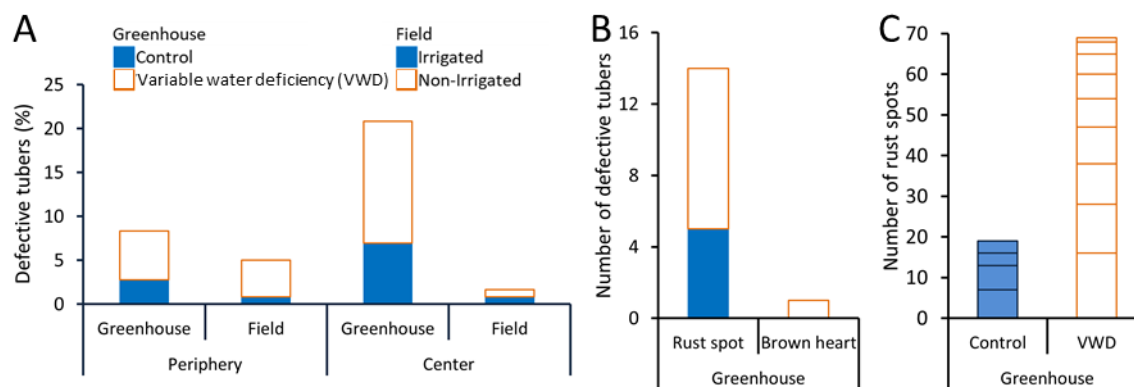 A
Greenhouse
Control
Variable water deficiency (VWD)
Field
Irrigated
Non-Irrigated
Defective tubers (%)
25
20
15
10
5
0
Greenhouse
Field
Greenhouse
Field
Periphery
Center
B
Number of defective tubers
16
12
8
4
0
Rust spot
Brown heart
Greenhouse
C
Number of rust spots
70
60
50
40
30
20
10
0
Control
VWD
Greenhouse